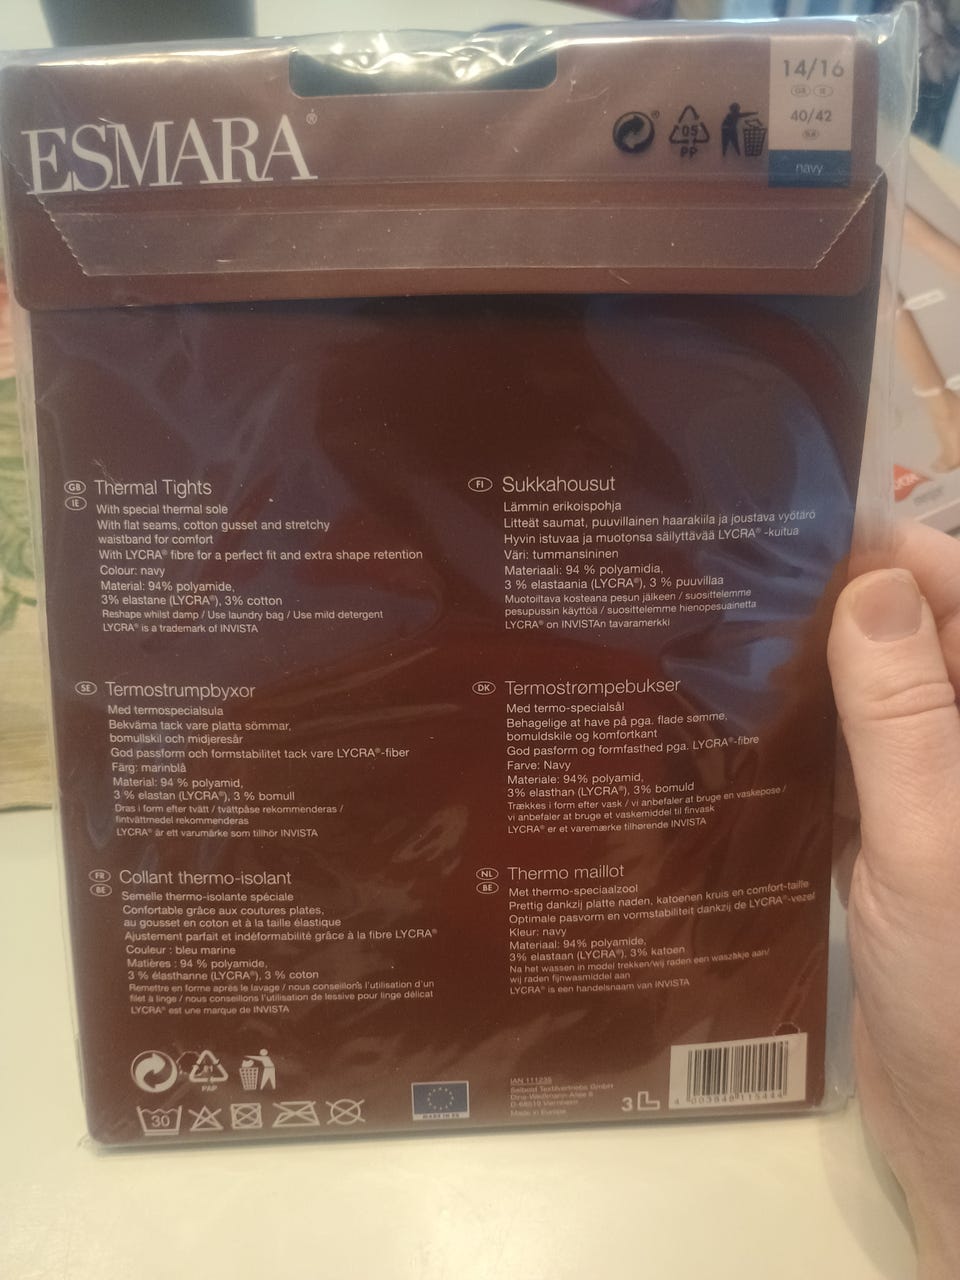 ESMARA®
05
PP
14/16
GB IE
40/42
navy
GB
IE
Thermal Tights
With special thermal sole
With flat seams, cotton gusset and stretchy
waistband for comfort
With LYCRA® fibre for a perfect fit and extra shape retention
Colour: navy
Material: 94% polyamide,
3% elastane (LYCRA®), 3% cotton
Reshape whilst damp / Use laundry bag / Use mild detergent
LYCRA® is a trademark of INVISTA
FI
Sukkahousut
Lämmin erikoispohja
Litteät saumat, puuvillainen haarakiila ja joustava vyötärö
Hyvin istuvaa ja muotonsa säilyttävää LYCRA® -kuitua
Väri: tummansininen
Materiaali: 94 % polyamidia,
3 % elastaania (LYCRA®), 3 % puuvillaa
Muotoiltava kosteana pesun jälkeen / suosittelemme
pesupussin käyttöä / suosittelemme hienopesuainetta
LYCRA® on INVISTAn tavaramerkki
SE
Termostrumpbyxor
Med termospecialsula
Bekväma tack vare platta sömmar,
bomullskil och midjeresår
God passform och formstabilitet tack vare LYCRA®-fiber
Färg: marinblå
Material: 94 % polyamid,
3 % elastan (LYCRA®), 3 % bomull
Dras i form efter tvätt / tvättpåse rekommenderas /
fintvättmedel rekommenderas
LYCRA® är ett varumärke som tillhör INVISTA
DK
Termostrømpebukser
Med termo-specialsål
Behagelige at have på pga. flade sømme,
bomuldskile og komfortkant
God pasform og formfasthed pga. LYCRA®-fibre
Farve: Navy
Materiale: 94% polyamid,
3% elasthan (LYCRA®), 3% bomuld
Trækkes i form efter vask / vi anbefaler at bruge en vaskepose /
vi anbefaler at bruge et vaskemiddel til finvask
LYCRA® er et varemærke tilhørende INVISTA
FR
BE
Collant thermo-isolant
Semelle thermo-isolante spéciale
Confortable grâce aux coutures plates,
au gousset en coton et à la taille élastique
Ajustement parfait et indéformabilité grâce à la fibre LYCRA®
Couleur : bleu marine
Matières : 94 % polyamide,
3 % élasthanne (LYCRA®), 3 % coton
Remettre en forme après le lavage / nous conseillons l'utilisation d'un
filet à linge / nous conseillons l'utilisation de lessive pour linge délicat
LYCRA® est une marque de INVISTA
NL
BE
Thermo maillot
Met thermo-speciaalzool
Prettig dankzij platte naden, katoenen kruis en comfort-taille
Optimale pasvorm en vormstabiliteit dankzij de LYCRA®-vezel
Kleur: navy
Materiaal: 94% polyamide,
3% elastaan (LYCRA®), 3% katoen
Na het wassen in model trekken/wij raden een waszakje aan/
wij raden fijnwasmiddel aan
LYCRA® is een handelsnaam van INVISTA
PAP
30
MADE IN EU
IAN 111235
Seibold Textilvertriebs GmbH
D-68519 Viernheim
Made in Europe
3